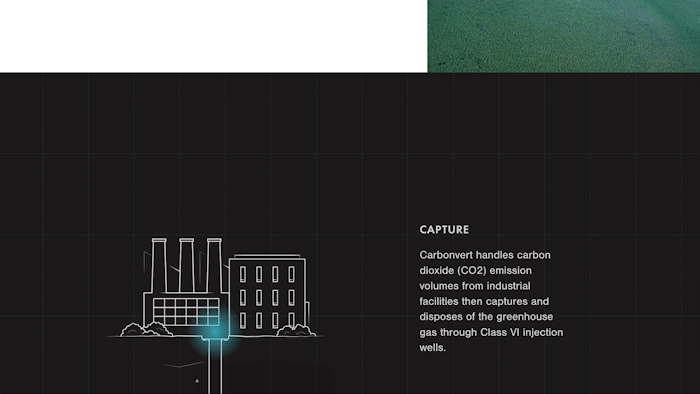 CAPTURE
Carbonvert handles carbon
dioxide (CO2) emission
volumes from industrial
facilities then captures and
disposes of the greenhouse
gas through Class VI injection
wells.